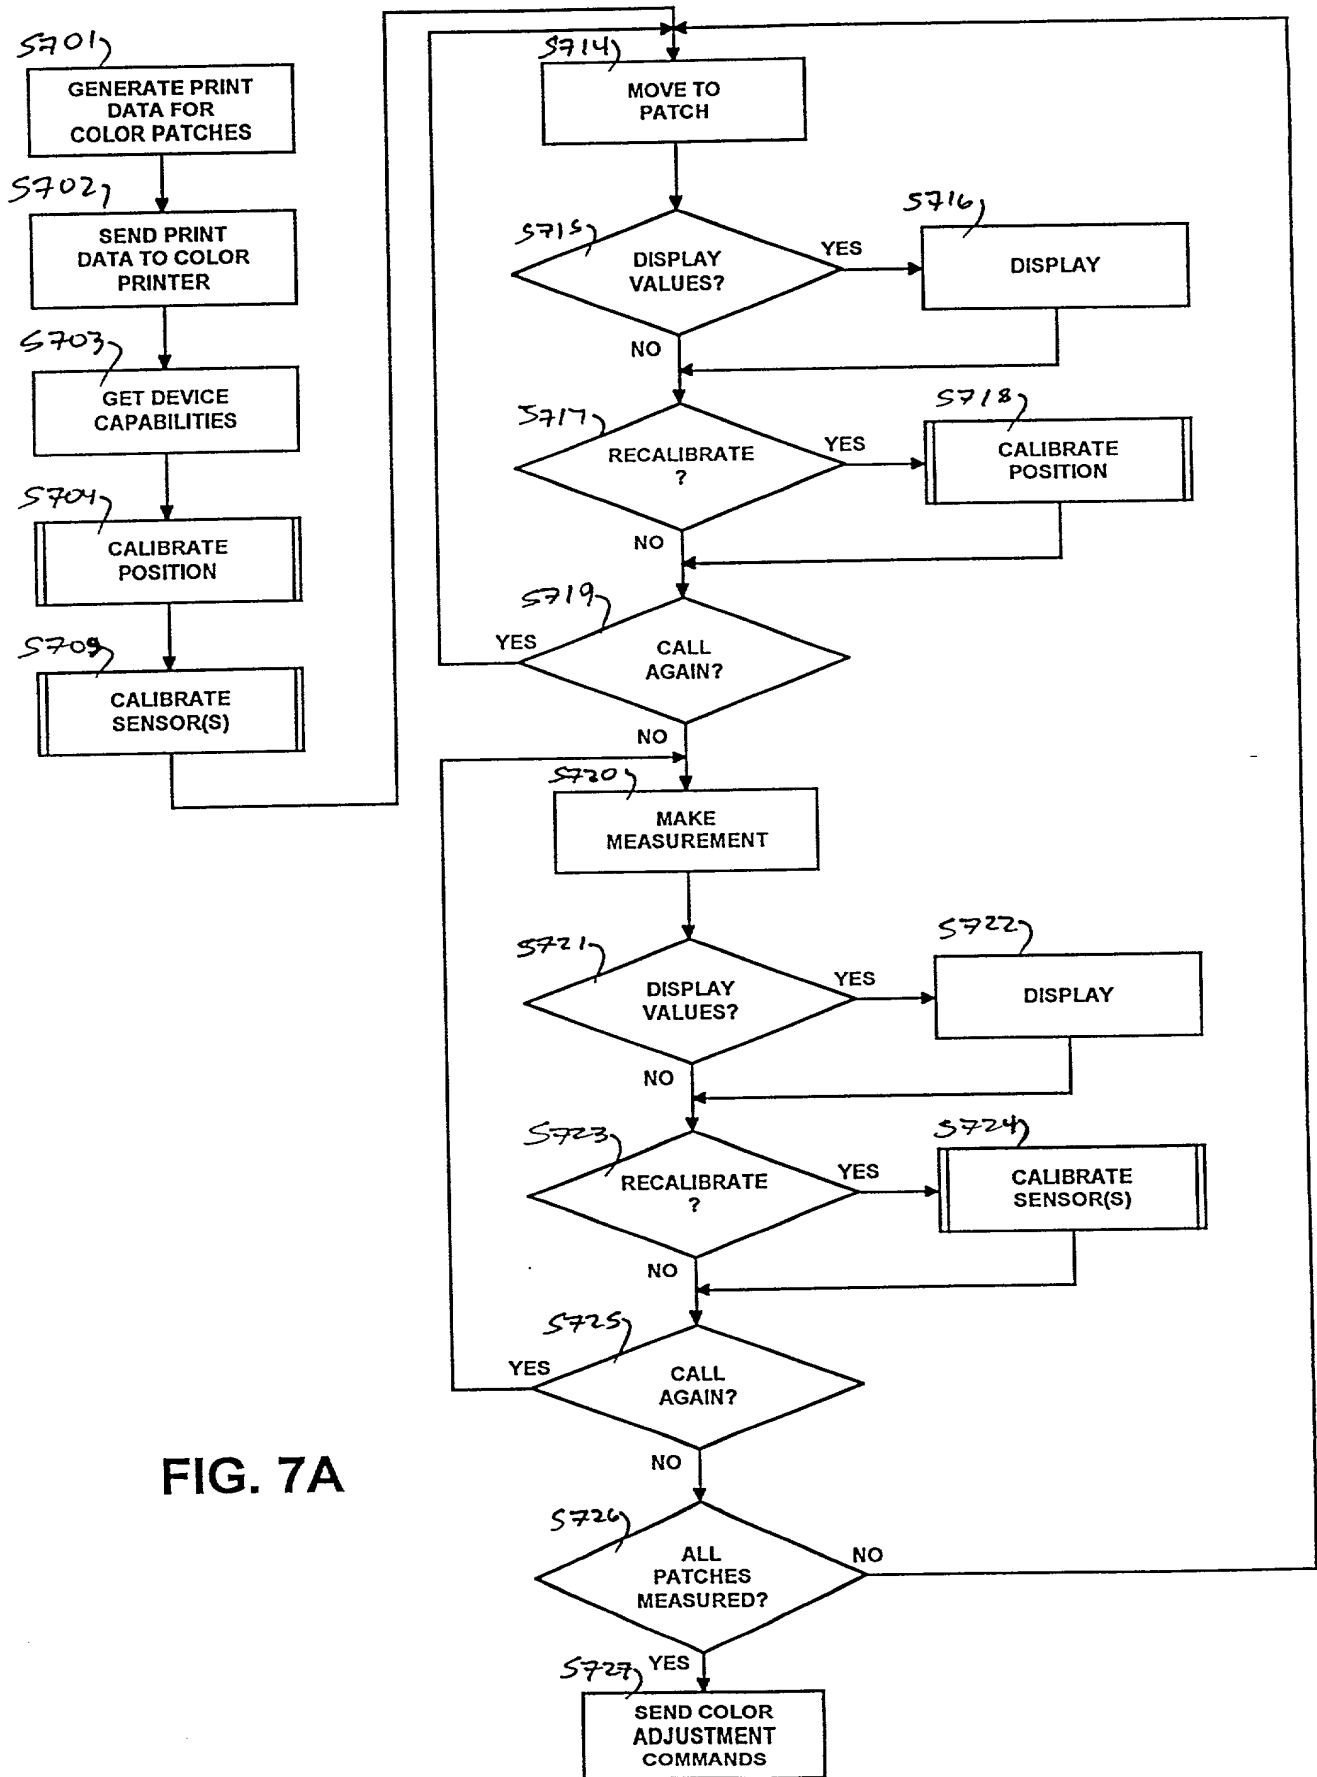 S701
GENERATE PRINT
DATA FOR
COLOR PATCHES
S702
SEND PRINT
DATA TO COLOR
PRINTER
S703
GET DEVICE
CAPABILITIES
S704
CALIBRATE
POSITION
S709
CALIBRATE
SENSOR(S)
S714
MOVE TO
PATCH
S715
DISPLAY
VALUES?
YES
S716
DISPLAY
NO
S717
RECALIBRATE
?
YES
S718
CALIBRATE
POSITION
NO
S719
YES
CALL
AGAIN?
NO
S720
MAKE
MEASUREMENT
S721
DISPLAY
VALUES?
YES
S722
DISPLAY
NO
S723
RECALIBRATE
?
YES
S724
CALIBRATE
SENSOR(S)
NO
S725
YES
CALL
AGAIN?
NO
S726
ALL
PATCHES
MEASURED?
NO
YES
S727
SEND COLOR
ADJUSTMENT
COMMANDS
FIG. 7A